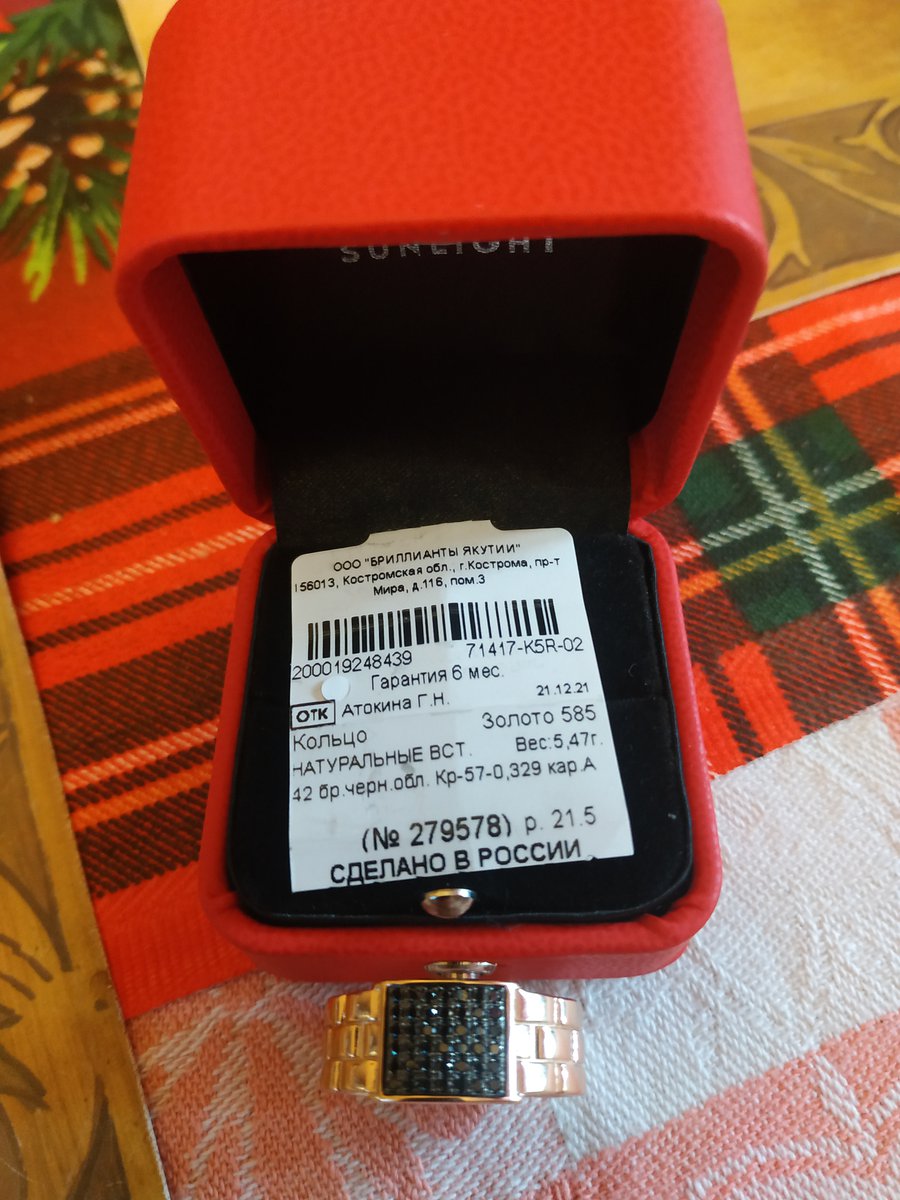 SUNLIGHT
ООО "БРИЛЛИАНТЫ ЯКУТИИ"
156013, Костромская обл., г.Кострома, пр-т
Мира, д.116, пом.3
200019248439 71417-K5R-02
Гарантия 6 мес.
21.12.21
ОТК Атокина Г.Н.
Кольцо Золото 585
НАТУРАЛЬНЫЕ ВСТ. Вес:5,47г.
42 бр.черн.обл. Кр-57-0,329 кар.А
(№ 279578) р. 21.5
СДЕЛАНО В РОССИИ